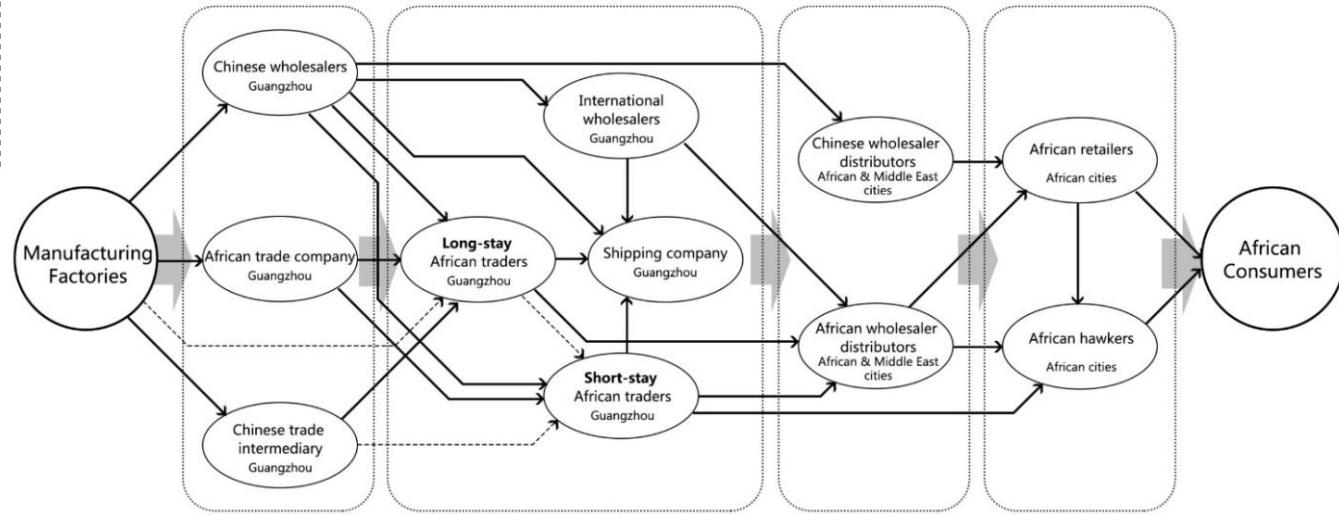 Manufacturing
Factories
Chinese wholesalers
Guangzhou
African trade company
Guangzhou
Chinese trade
intermediary
Guangzhou
International
wholesalers
Guangzhou
Long-stay
African traders
Guangzhou
Shipping company
Guangzhou
Short-stay
African traders
Guangzhou
Chinese wholesaler
distributors
African & Middle East
cities
African wholesaler
distributors
African & Middle East
cities
African retailers
African cities
African hawkers
African cities
African
Consumers